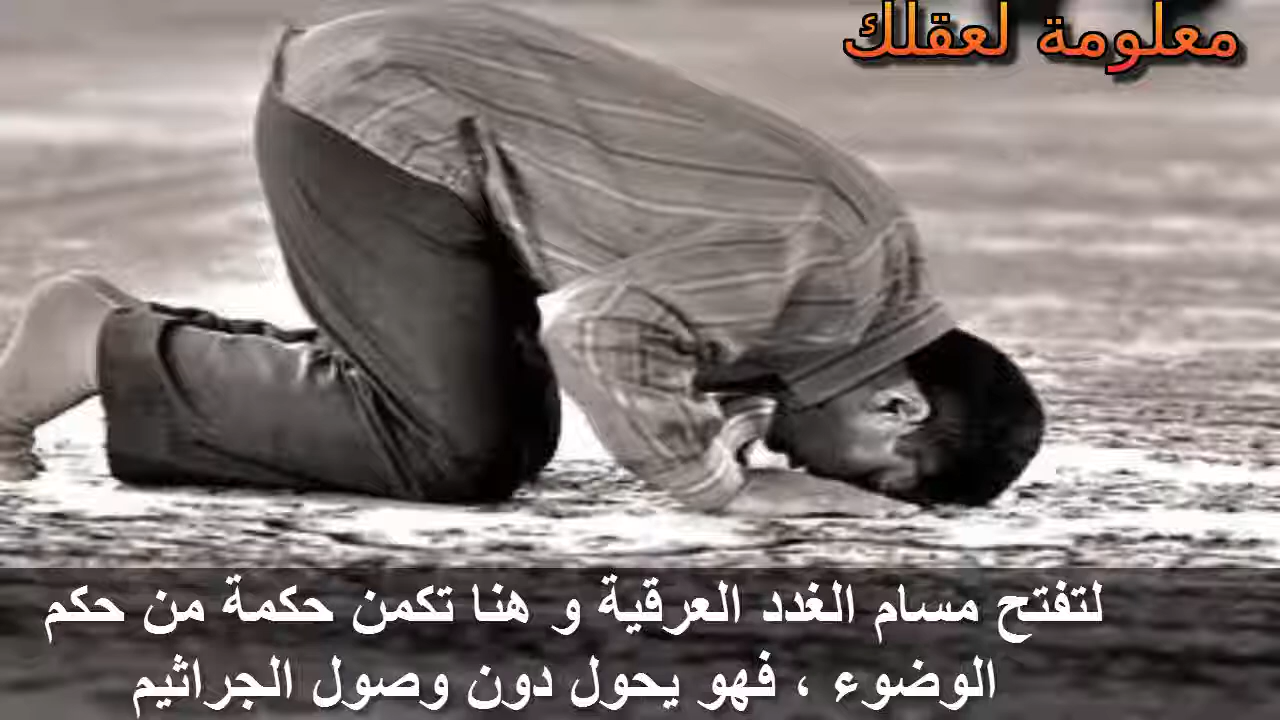 معلومة لعقلك
لتفتح مسام الغدد العرقية و هنا تكمن حكمة من حكم
الوضوء ، فهو يحول دون وصول الجراثيم